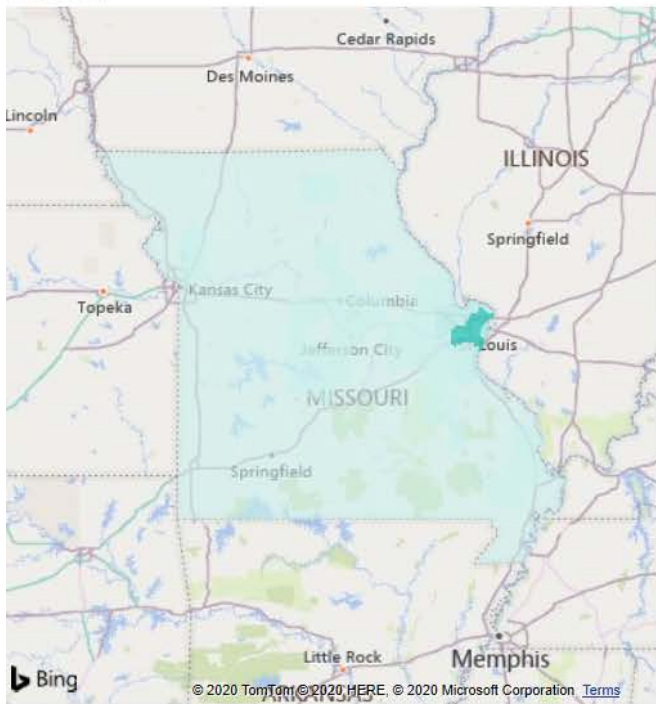 Cedar Rapids
Des Moines
Lincoln
ILLINOIS
Springfield
Kansas City
Topeka
Columbia
Louis
Jefferson City
MISSOURI
Springfield
Little Rock
Memphis
Bing
© 2020 TomTom © 2020 HERE, © 2020 Microsoft Corporation Terms
ARKANSAS